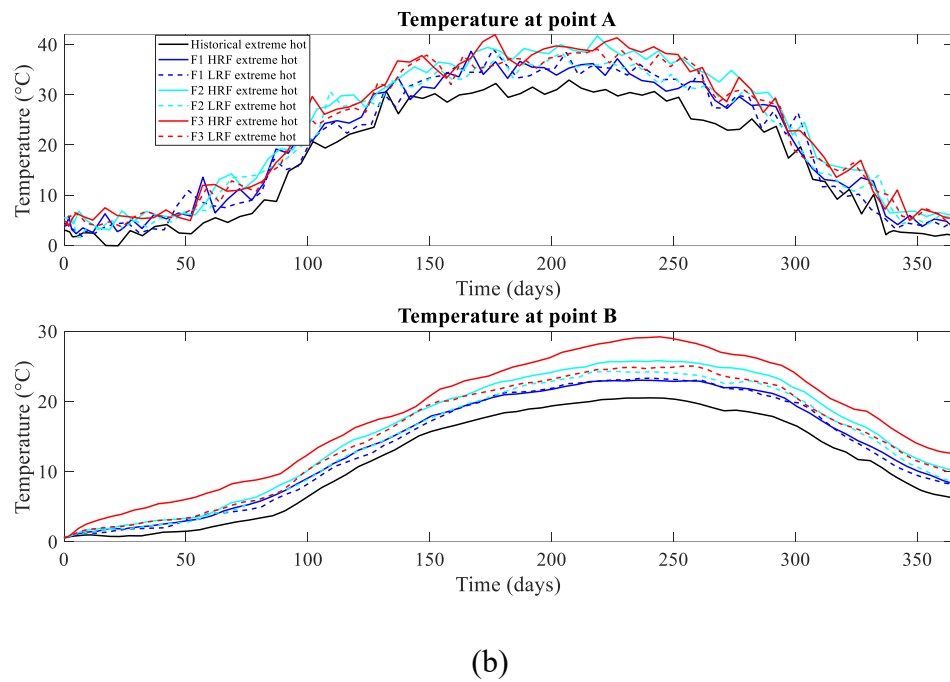 Temperature at point A
Temperature (°C)
40
30
20
10
0
Historical extreme hot
F1 HRF extreme hot
F1 LRF extreme hot
F2 HRF extreme hot
F2 LRF extreme hot
F3 HRF extreme hot
F3 LRF extreme hot
0 50 100 150 200 250 300 350
Time (days)
Temperature at point B
Temperature (°C)
30
20
10
0
0 50 100 150 200 250 300 350
Time (days)
(b)